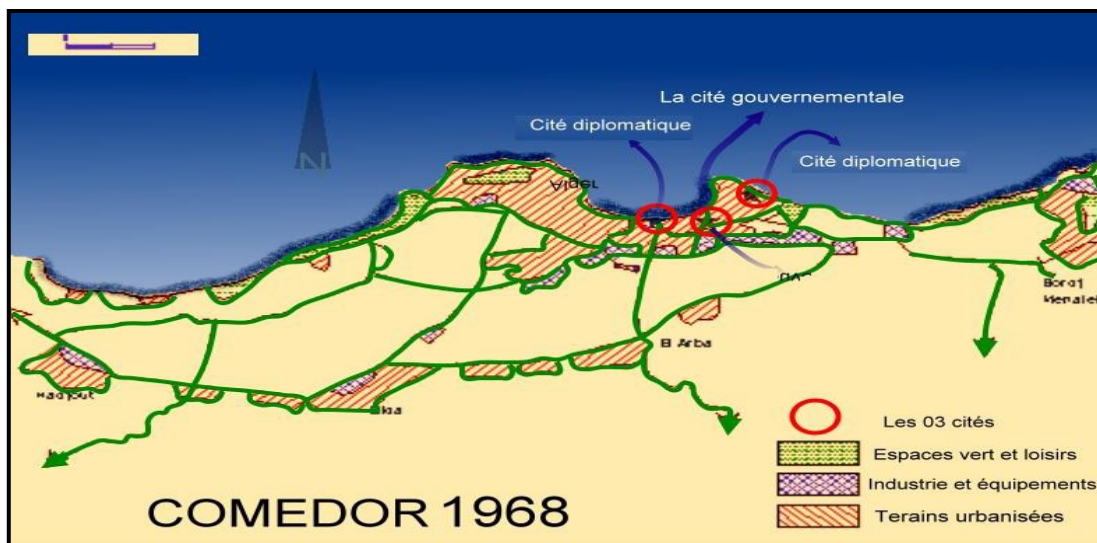 La cité gouvernementale
Cité diplomatique
Cité diplomatique
N
Alger
El Arba
Les 03 cités
Espaces vert et loisirs
Industrie et équipements
Terains urbanisées
COMEDOR 1968